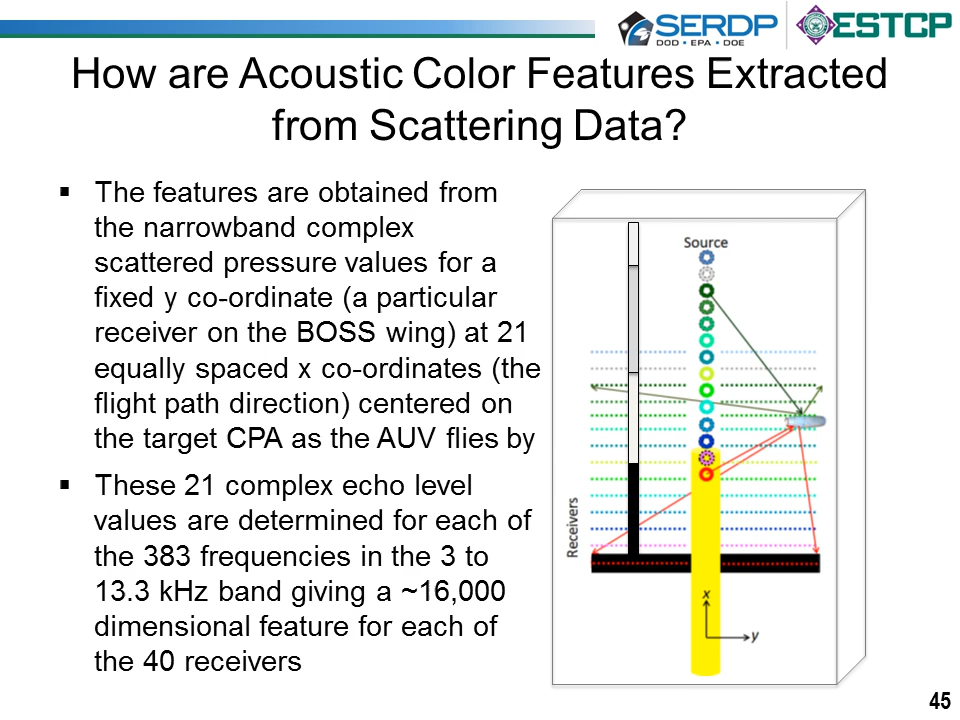 SERDP
DOD • EPA • DOE
ESTCP
How are Acoustic Color Features Extracted
from Scattering Data?
▪ The features are obtained from
the narrowband complex
scattered pressure values for a
fixed y co-ordinate (a particular
receiver on the BOSS wing) at 21
equally spaced x co-ordinates (the
flight path direction) centered on
the target CPA as the AUV flies by
▪ These 21 complex echo level
values are determined for each of
the 383 frequencies in the 3 to
13.3 kHz band giving a ~16,000
dimensional feature for each of
the 40 receivers
Source
Receivers
x
y
45